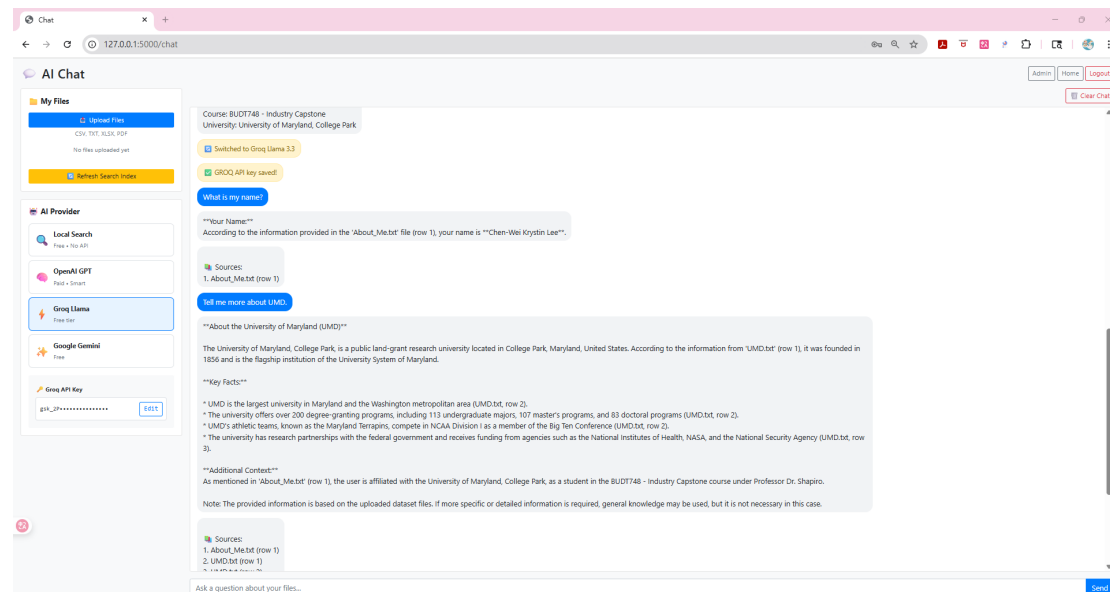 Chat
127.0.0.1:5000/chat
AI Chat
Admin
Home
Logout
Clear Chat
My Files
Upload Files
CSV, TXT, XLSX, PDF
No files uploaded yet
Refresh Search Index
AI Provider
Local Search
Free • No API
OpenAI GPT
Paid • Smart
Groq Llama
Free tier
Google Gemini
Free
Groq API Key
gsk_2P••••••••••••••
Edit
Course: BUDT748 - Industry Capstone
University: University of Maryland, College Park
Switched to Groq Llama 3.3
GROQ API key saved!
What is my name?
**Your Name:**
According to the information provided in the 'About_Me.txt' file (row 1), your name is **Chen-Wei Krystin Lee**.
Sources:
1. About_Me.txt (row 1)
Tell me more about UMD.
**About the University of Maryland (UMD)**
The University of Maryland, College Park, is a public land-grant research university located in College Park, Maryland, United States. According to the information from 'UMD.txt' (row 1), it was founded in
1856 and is the flagship institution of the University System of Maryland.
**Key Facts:**
* UMD is the largest university in Maryland and the Washington metropolitan area (UMD.txt, row 2).
* The university offers over 200 degree-granting programs, including 113 undergraduate majors, 107 master's programs, and 83 doctoral programs (UMD.txt, row 2).
* UMD's athletic teams, known as the Maryland Terrapins, compete in NCAA Division I as a member of the Big Ten Conference (UMD.txt, row 2).
* The university has research partnerships with the federal government and receives funding from agencies such as the National Institutes of Health, NASA, and the National Security Agency (UMD.txt, row
3).
**Additional Context:**
As mentioned in 'About_Me.txt' (row 1), the user is affiliated with the University of Maryland, College Park, as a student in the BUDT748 - Industry Capstone course under Professor Dr. Shapiro.
Note: The provided information is based on the uploaded dataset files. If more specific or detailed information is required, general knowledge may be used, but it is not necessary in this case.
Sources:
1. About_Me.txt (row 1)
2. UMD.txt (row 1)
Ask a question about your files...
Send